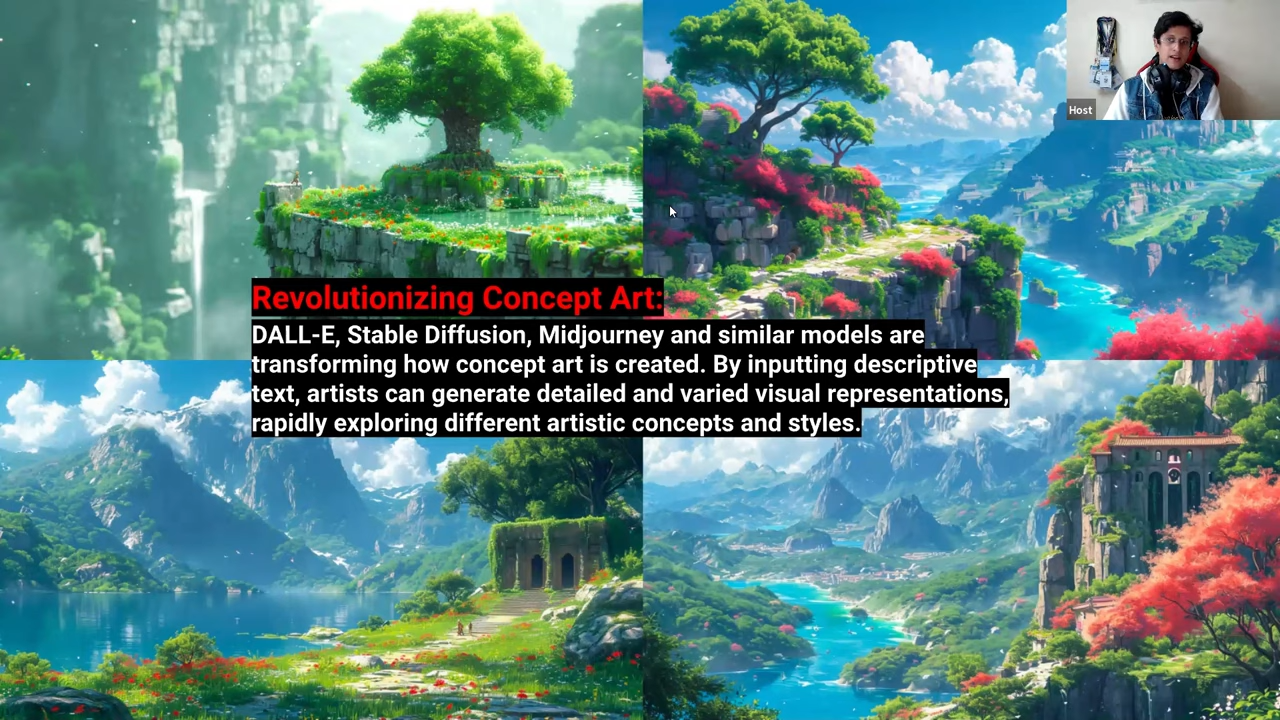 Host
Revolutionizing Concept Art:
DALL-E, Stable Diffusion, Midjourney and similar models are
transforming how concept art is created. By inputting descriptive
text, artists can generate detailed and varied visual representations,
rapidly exploring different artistic concepts and styles.